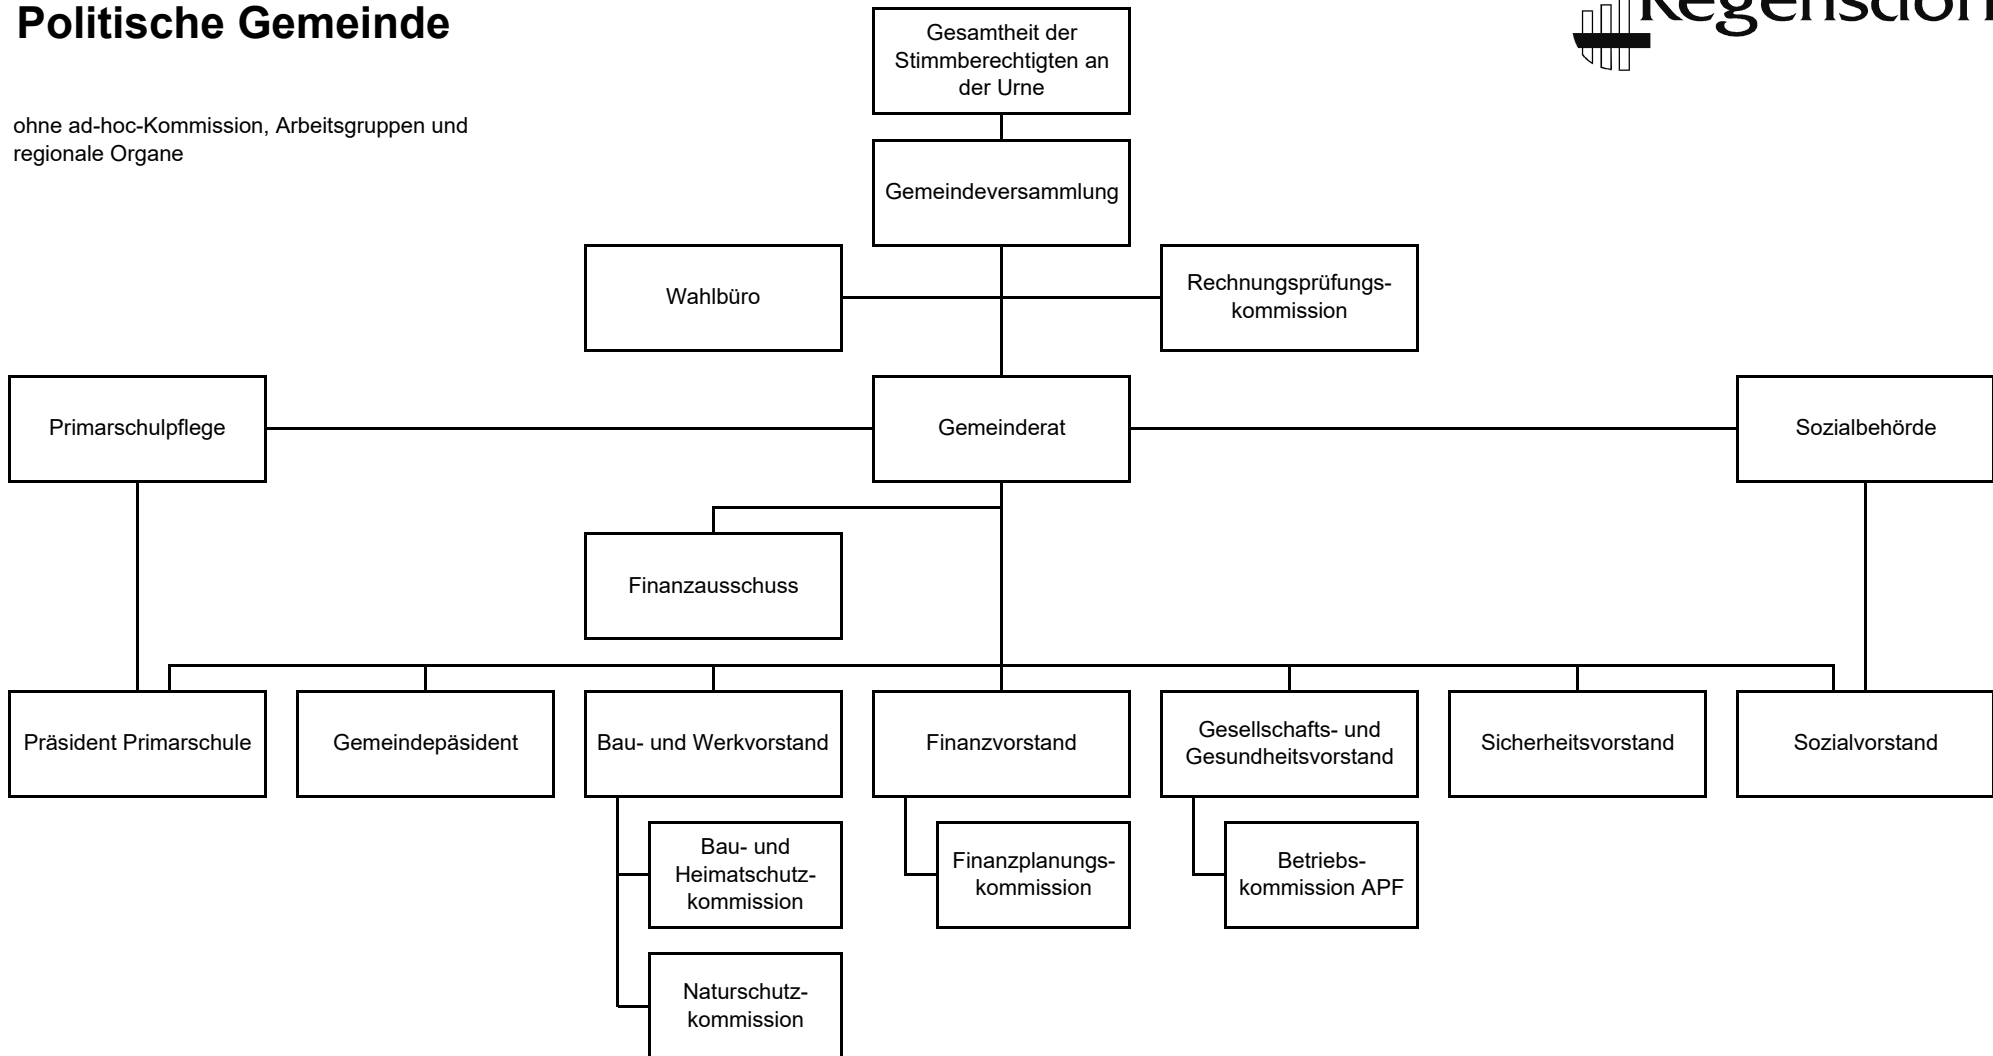 Politische Gemeinde
Regensdorf
ohne ad-hoc-Kommission, Arbeitsgruppen und
regionale Organe
Gesamtheit der
Stimmberechtigten an
der Urne
Gemeindeversammlung
Wahlbüro
Rechnungsprüfungs-
kommission
Primarschulpflege
Gemeinderat
Sozialbehörde
Finanzausschuss
Präsident Primarschule
Gemeindepäsident
Bau- und Werkvorstand
Finanzvorstand
Gesellschafts- und
Gesundheitsvorstand
Sicherheitsvorstand
Sozialvorstand
Bau- und
Heimatschutz-
kommission
Finanzplanungs-
kommission
Betriebs-
kommission APF
Naturschutz-
kommission